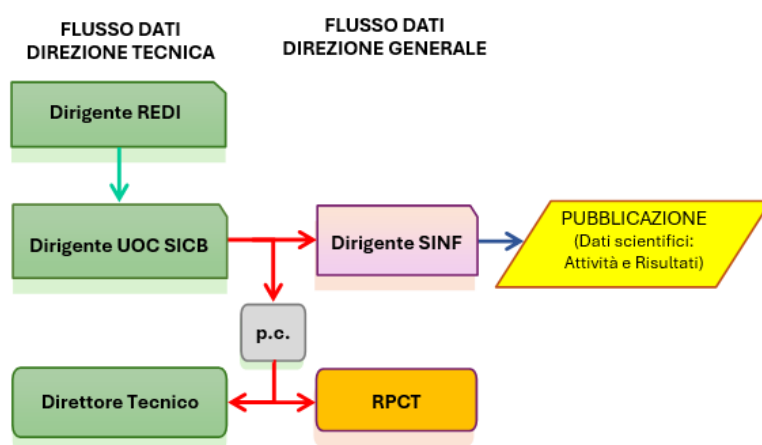 FLUSSO DATI
DIREZIONE TECNICA
FLUSSO DATI
DIREZIONE GENERALE
Dirigente REDI
Dirigente UOC SICB
Dirigente SINF
PUBBLICAZIONE
(Dati scientifici:
Attività e Risultati)
p.c.
Direttore Tecnico
RPCT